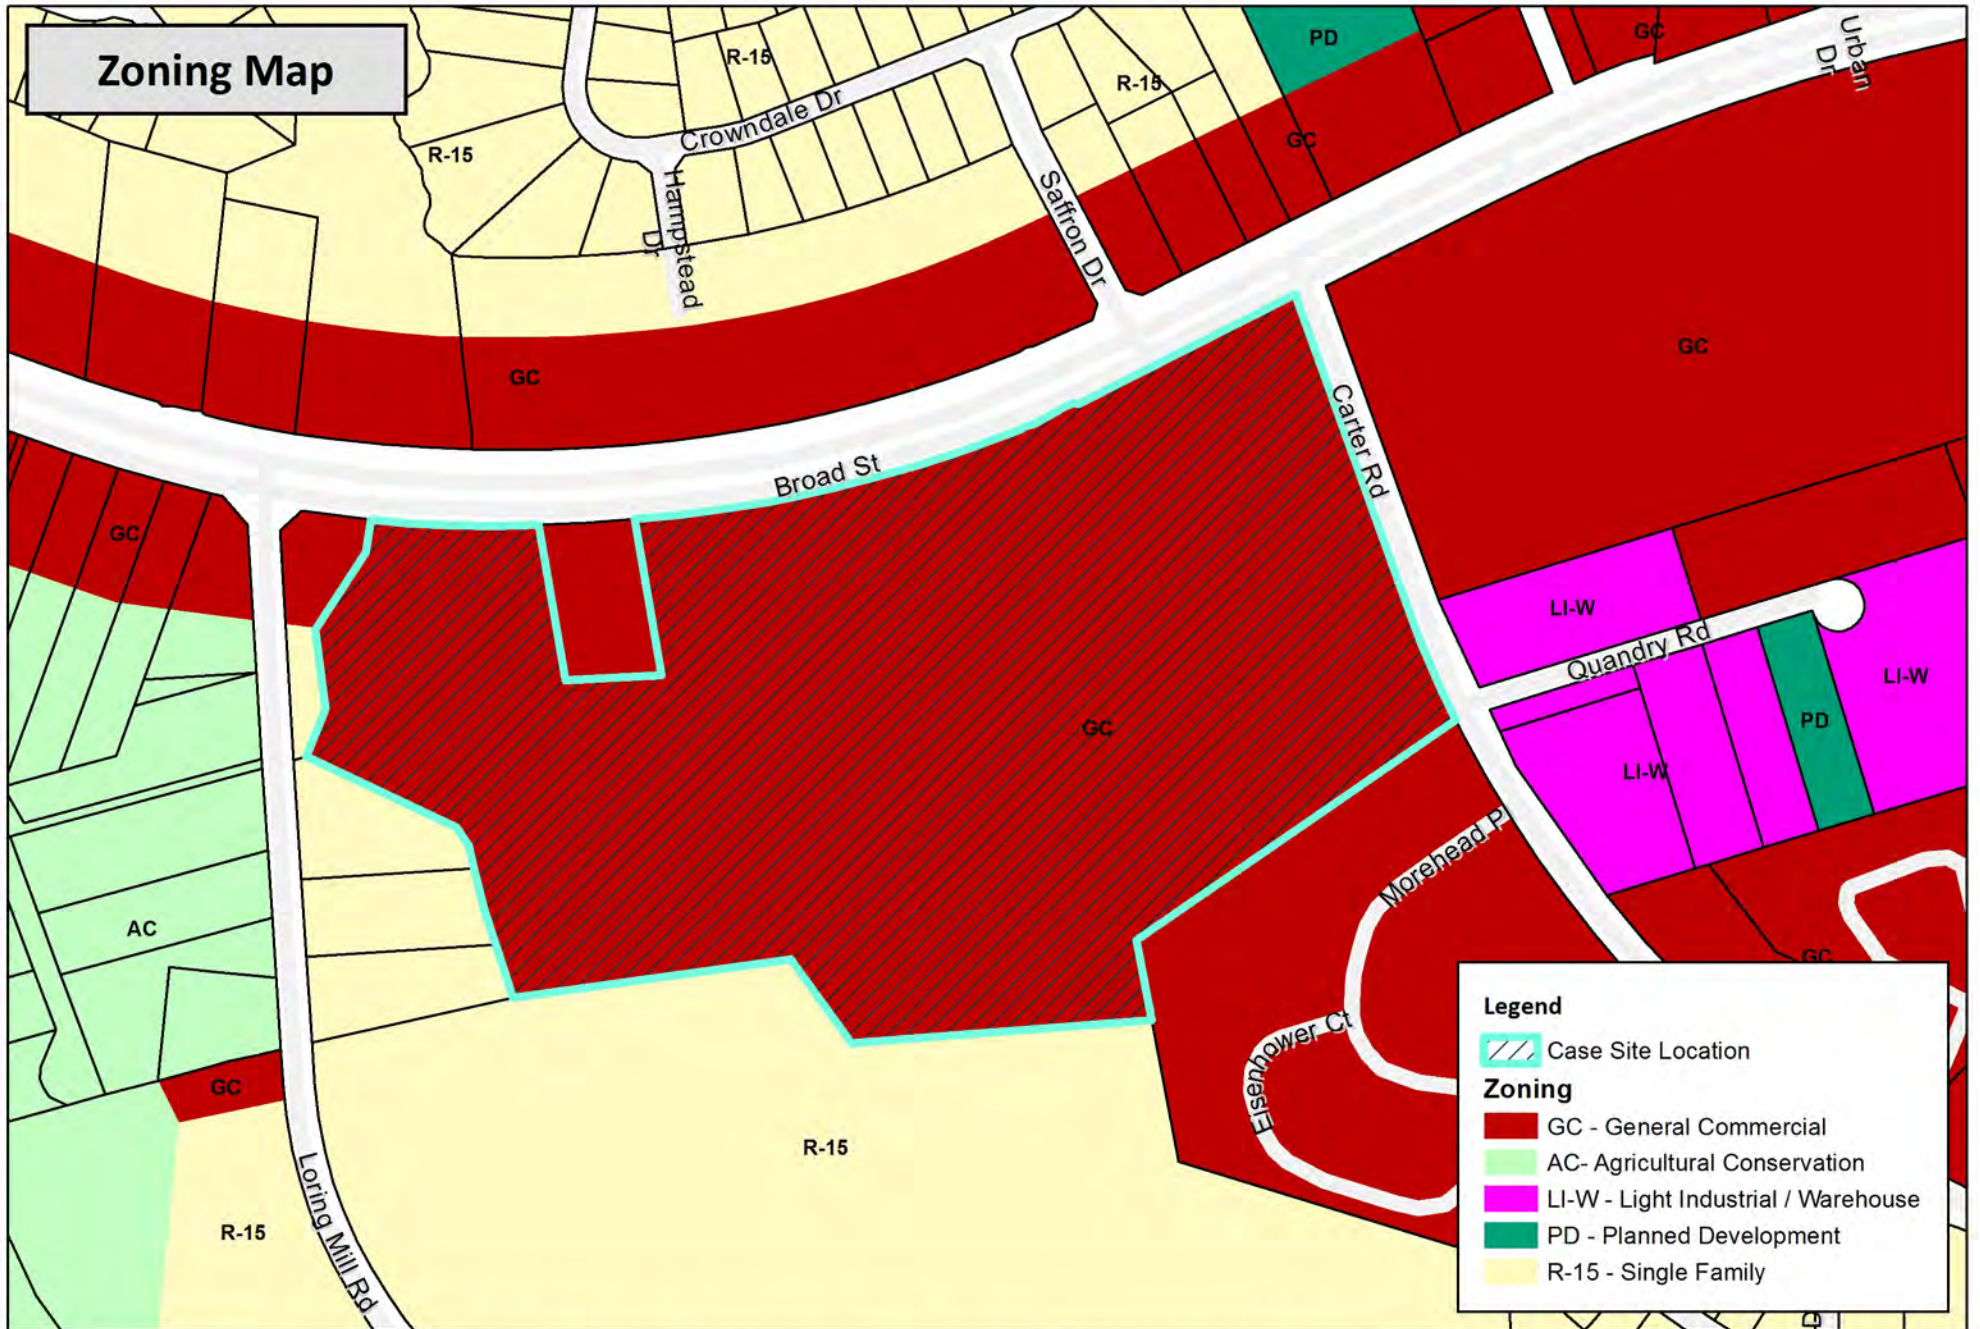 Zoning Map
PD
GC
Urban
Dr
R-15
R-15
Crowndale Dr
GC
R-15
Hampstead
Dr
Saffron Dr
GC
GC
Carter Rd
Broad St
GC
LI-W
Quandry Rd
LI-W
GC
PD
LI-W
Morehead P
AC
GC
Eisenhower Ct
GC
R-15
Loring Mill Rd
R-15
Legend
Case Site Location
Zoning
GC - General Commercial
AC- Agricultural Conservation
LI-W - Light Industrial / Warehouse
PD - Planned Development
R-15 - Single Family
D